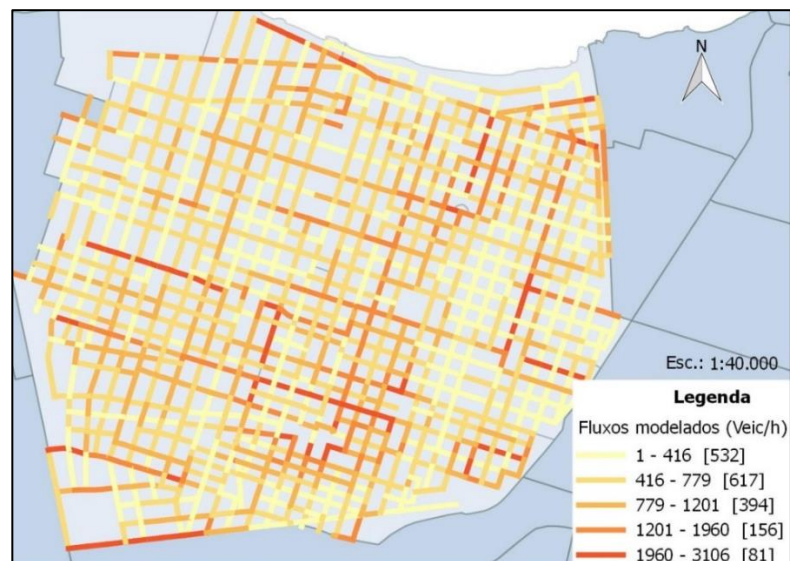 N
Esc.: 1:40.000
Legenda
Fluxos modelados (Veic/h)
1 - 416 [532]
416 - 779 [617]
779 - 1201 [394]
1201 - 1960 [156]
1960 - 3106 [81]